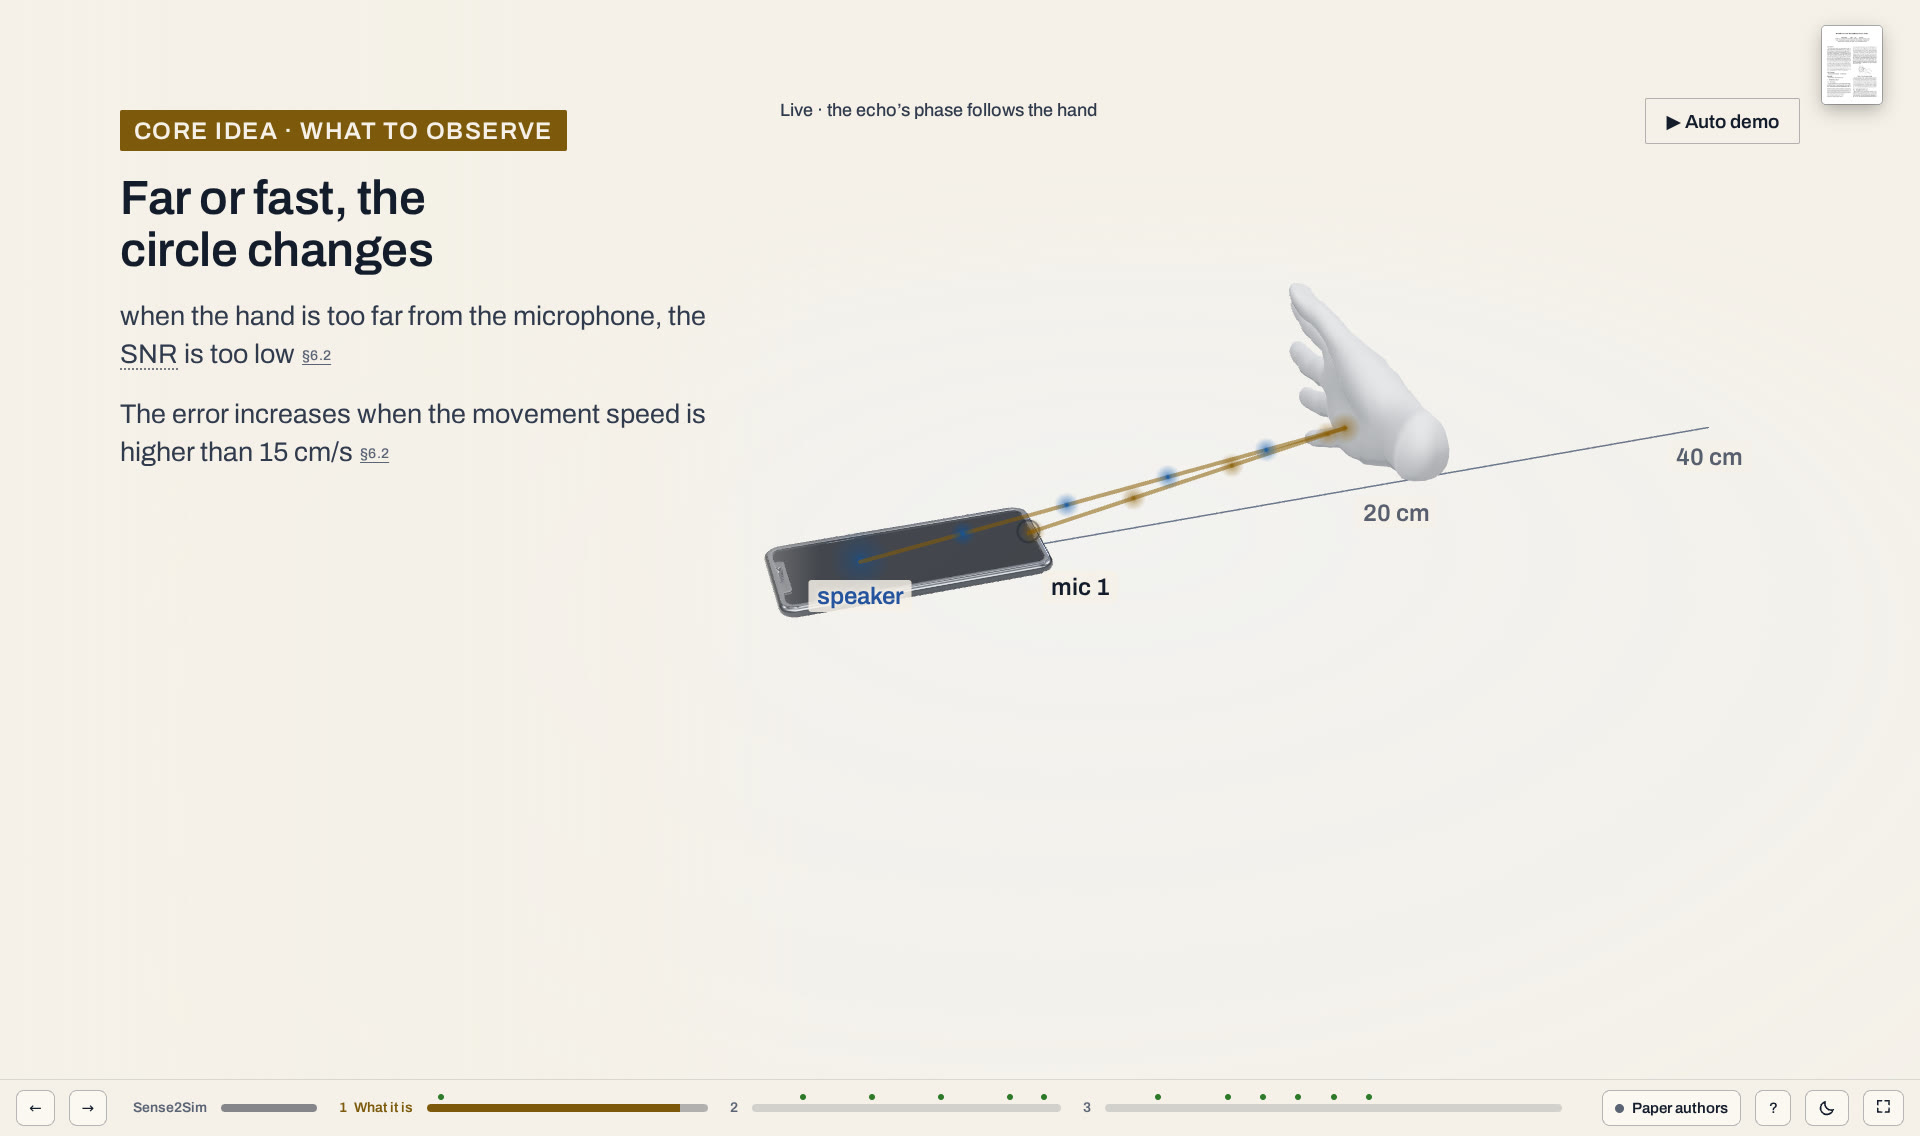 CORE IDEA · WHAT TO OBSERVE
Live · the echo’s phase follows the hand
▶ Auto demo
Far or fast, the
circle changes
when the hand is too far from the microphone, the
SNR is too low §6.2
The error increases when the movement speed is
higher than 15 cm/s §6.2
40 cm
20 cm
mic 1
speaker
← → Sense2Sim 1 What it is 2 3 Paper authors ?